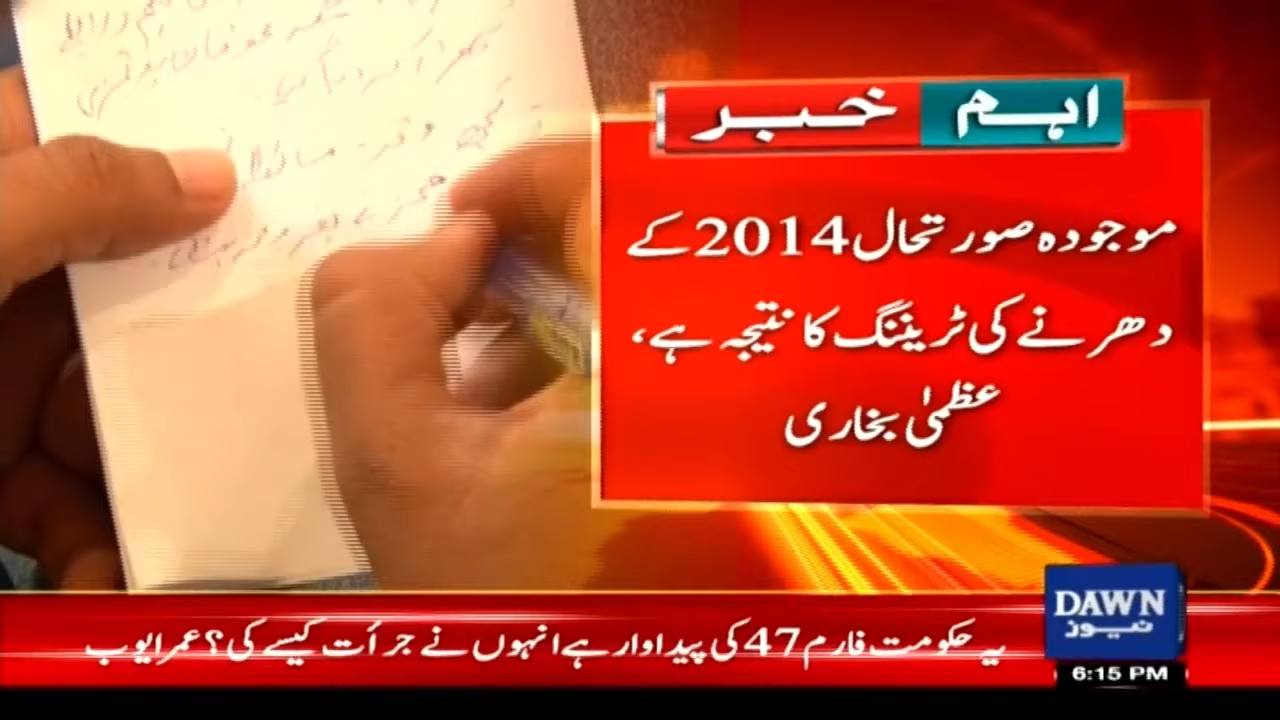 اہم خبر
موجودہ صورتحال 2014 کے
دھرنے کی ٹریننگ کا نتیجہ ہے،
عظمیٰ بخاری
یہ حکومت فارم 47 کی پیداوار ہے انہوں نے جرأت کیسے کی؟ عمر ایوب
DAWN
نیوز
6:15 PM